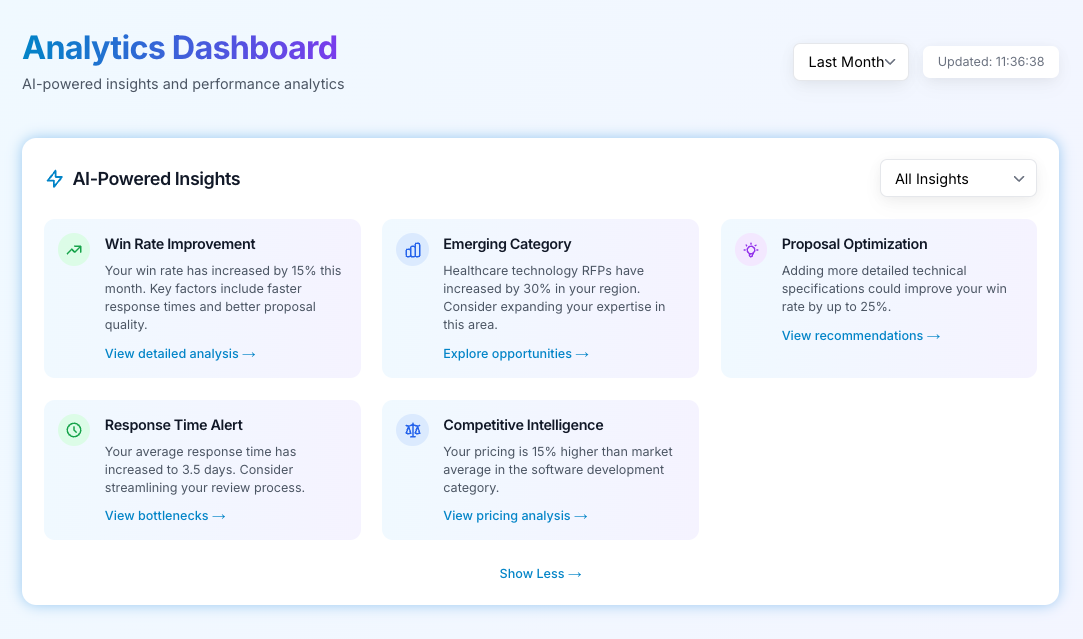 Analytics Dashboard
AI-powered insights and performance analytics
Last Month
Updated: 11:36:38
AI-Powered Insights
All Insights
Win Rate Improvement
Your win rate has increased by 15% this
month. Key factors include faster
response times and better proposal
quality.
View detailed analysis →
Emerging Category
Healthcare technology RFPs have
increased by 30% in your region.
Consider expanding your expertise in
this area.
Explore opportunities →
Proposal Optimization
Adding more detailed technical
specifications could improve your win
rate by up to 25%.
View recommendations →
Response Time Alert
Your average response time has
increased to 3.5 days. Consider
streamlining your review process.
View bottlenecks →
Competitive Intelligence
Your pricing is 15% higher than market
average in the software development
category.
View pricing analysis →
Show Less →